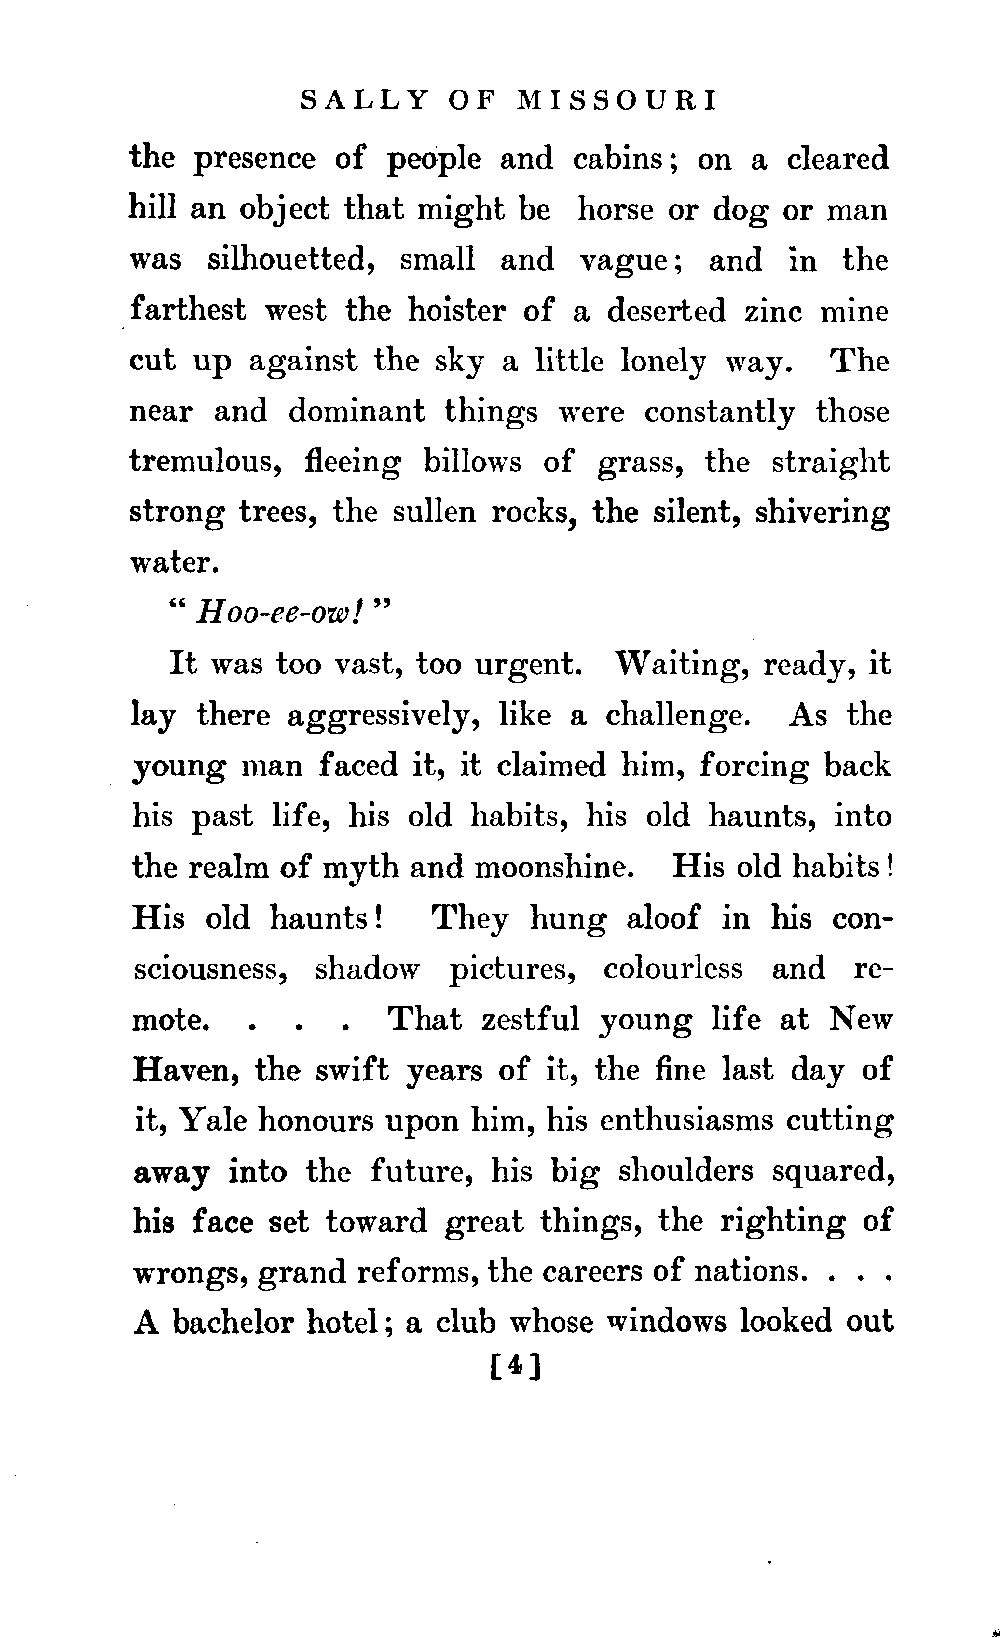 SALLY OF MISSOURI
the presence of people and cabins; on a cleared
hill an object that might be horse or dog or man
was silhouetted, small and vague; and in the
farthest west the hoister of a deserted zinc mine
cut up against the sky a little lonely way. The
near and dominant things were constantly those
tremulous, fleeing billows of grass, the straight
strong trees, the sullen rocks, the silent, shivering
water.
" Hoo-ee-ow! "
It was too vast, too urgent. Waiting, ready, it
lay there aggressively, like a challenge. As the
young man faced it, it claimed him, forcing back
his past life, his old habits, his old haunts, into
the realm of myth and moonshine. His old habits!
His old haunts! They hung aloof in his con-
sciousness, shadow pictures, colourless and re-
mote. . . . That zestful young life at New
Haven, the swift years of it, the fine last day of
it, Yale honours upon him, his enthusiasms cutting
away into the future, his big shoulders squared,
his face set toward great things, the righting of
wrongs, grand reforms, the careers of nations. . . .
A bachelor hotel; a club whose windows looked out
[4]